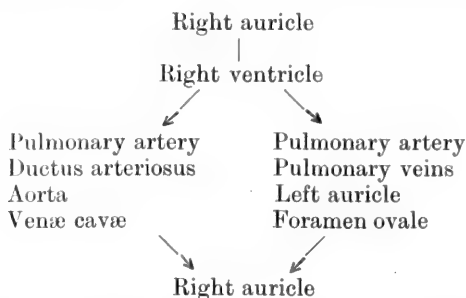 Right auricle
Right ventricle
Pulmonary artery
Ductus arteriosus
Aorta
Venæ cavæ
Pulmonary artery
Pulmonary veins
Left auricle
Foramen ovale
Right auricle